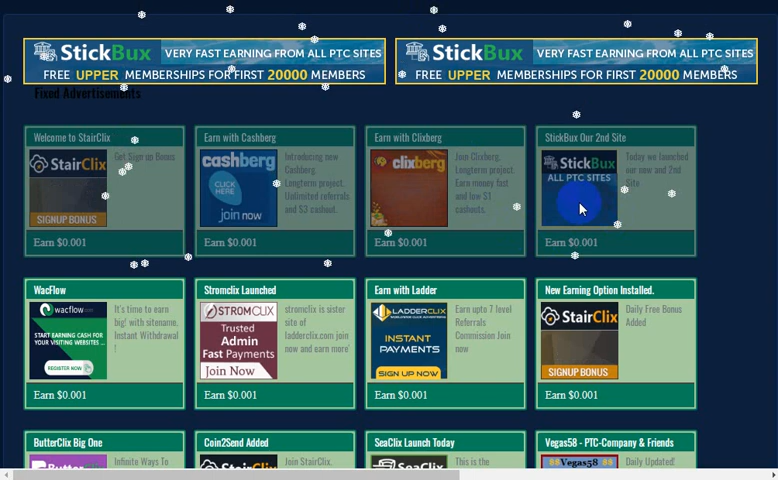 StickBux VERY FAST EARNING FROM ALL PTC SITES
FREE UPPER MEMBERSHIPS FOR FIRST 20000 MEMBERS
StickBux VERY FAST EARNING FROM ALL PTC SITES
FREE UPPER MEMBERSHIPS FOR FIRST 20000 MEMBERS
Fixed Advertisements
Welcome to StairClix
StairClix
SIGNUP BONUS
Get Sign up Bonus
Earn $0.001
Earn with Cashberg
cashberg
CLICK
HERE
join now
Introducing new
Cashberg.
Longterm project.
Unlimited referrals
and $3 cashout.
Earn $0.001
Earn with Clixberg
clixberg
Join Clixberg.
Longterm project.
Earn money fast
and low $1
cashouts.
Earn $0.001
StickBux Our 2nd Site
StickBux
ALL PTC SITES
Today we launched
our new and 2nd
Site
Earn $0.001
WacFlow
wacflow.com
START EARNING CASH FOR
YOUR VISITING WEBSITES ...
REGISTER NOW
It's time to earn
big! with sitename,
Instant Withdrawal
!
Earn $0.001
Stromclix Launched
STROMCLIX
Trusted
Admin
Fast Payments
Join Now
stromclix is sister
site of
ladderclix.com join
now and earn more'
Earn $0.001
Earn with Ladder
LADDERCLIX
INSTANT
PAYMENTS
SIGN UP NOW
Earn upto 7 level
Referrals
Commission Join
now
Earn $0.001
New Earning Option Installed.
StairClix
SIGNUP BONUS
Daily Free Bonus
Added
Earn $0.001
ButterClix Big One
Infinite Ways To
Coin2Send Added
StairClix
Join StairClix,
SeaClix Launch Today
SeaClix
This is the
Vegas58 - PTC-Company & Friends
Vegas58
Daily Updated!